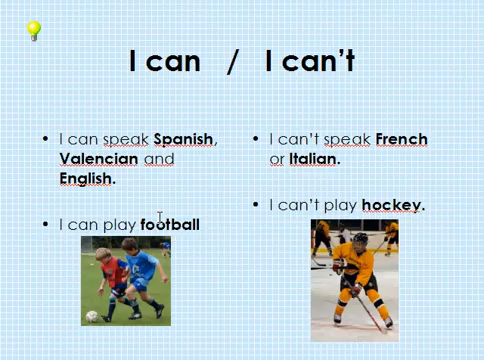 I can / I can't
• I can speak Spanish,
Valencian and
English.
• I can play football
• I can't speak French
or Italian.
• I can't play hockey.